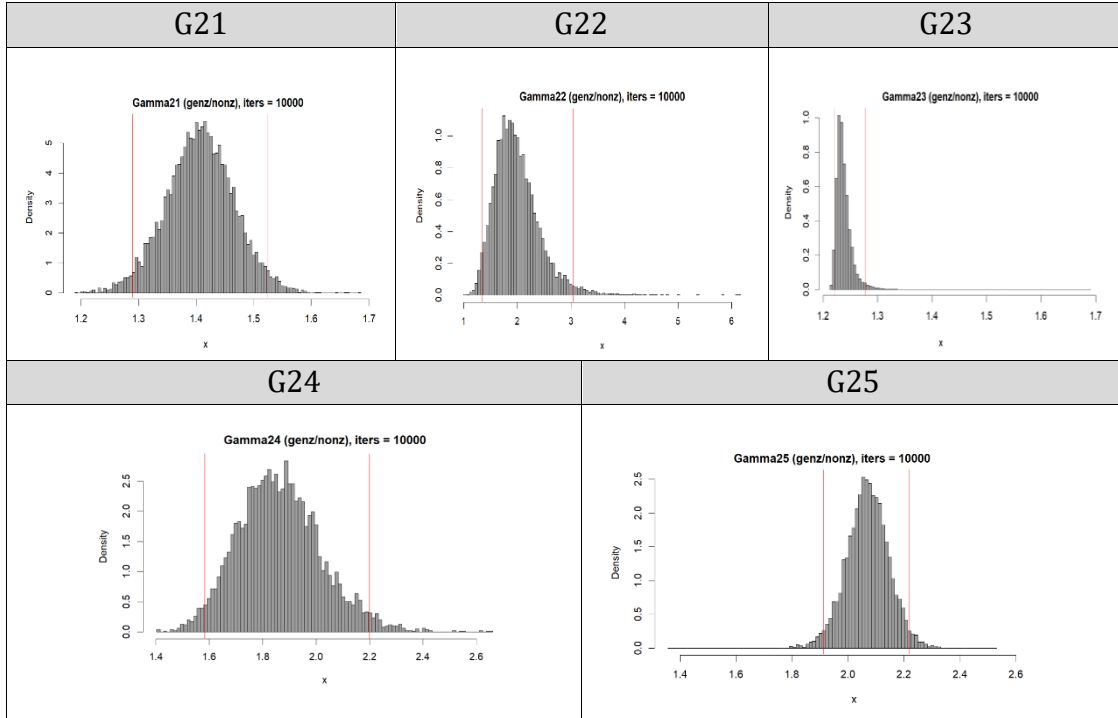 G21 G22 G23
Gamma21 (genz/nonz), iters = 10000
Density
0 1 2 3 4 5
1.2 1.3 1.4 1.5 1.6 1.7
x
Gamma22 (genz/nonz), iters = 10000
Density
0.0 0.2 0.4 0.6 0.8 1.0
1 2 3 4 5 6
x
Gamma23 (genz/nonz), iters = 10000
Density
0.0 0.2 0.4 0.6 0.8 1.0
1.2 1.3 1.4 1.5 1.6 1.7
x
G24 G25
Gamma24 (genz/nonz), iters = 10000
Density
0.0 0.5 1.0 1.5 2.0 2.5
1.4 1.6 1.8 2.0 2.2 2.4 2.6
x
Gamma25 (genz/nonz), iters = 10000
Density
0.0 0.5 1.0 1.5 2.0 2.5
1.4 1.6 1.8 2.0 2.2 2.4 2.6
x